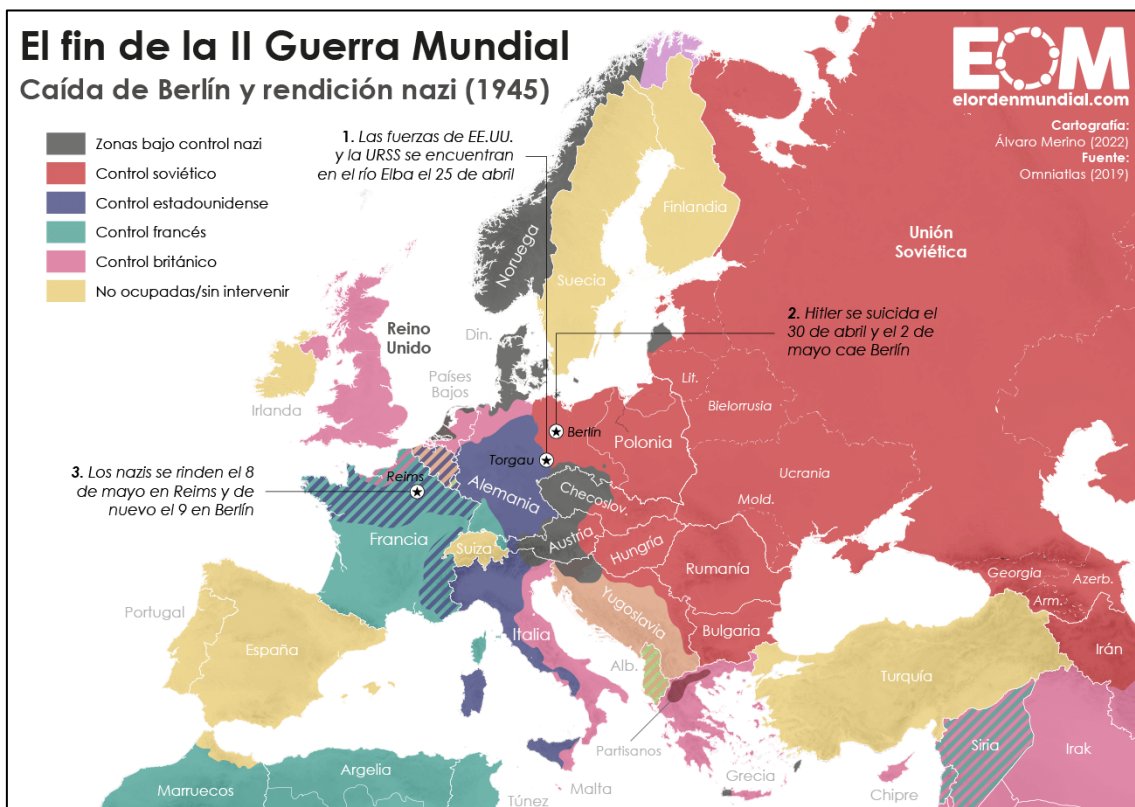 El fin de la II Guerra Mundial
Caída de Berlín y rendición nazi (1945)
EOM
elordenmundial.com
Cartografía:
Álvaro Merino (2022)
Fuente:
Omniatlas (2019)
Zonas bajo control nazi
Control soviético
Control estadounidense
Control francés
Control británico
No ocupadas/sin intervenir
1. Las fuerzas de EE.UU.
y la URSS se encuentran
en el río Elba el 25 de abril
Noruega
Suecia
Finlandia
Unión
Soviética
2. Hitler se suicida el
30 de abril y el 2 de
mayo cae Berlín
Reino
Unido
Din.
Países
Bajos
Irlanda
Lit.
Bielorrusia
Berlín
Polonia
Torgau
3. Los nazis se rinden el 8
de mayo en Reims y de
nuevo el 9 en Berlín
Reims
Alemania
Checoslov.
Ucrania
Mold.
Francia
Suiza
Austria
Hungría
Rumanía
Georgia
Azerb.
Arm.
Portugal
España
Italia
Yugoslavia
Bulgaria
Alb.
Turquía
Irán
Partisanos
Siria
Irak
Grecia
Chipre
Marruecos
Argelia
Túnez
Malta